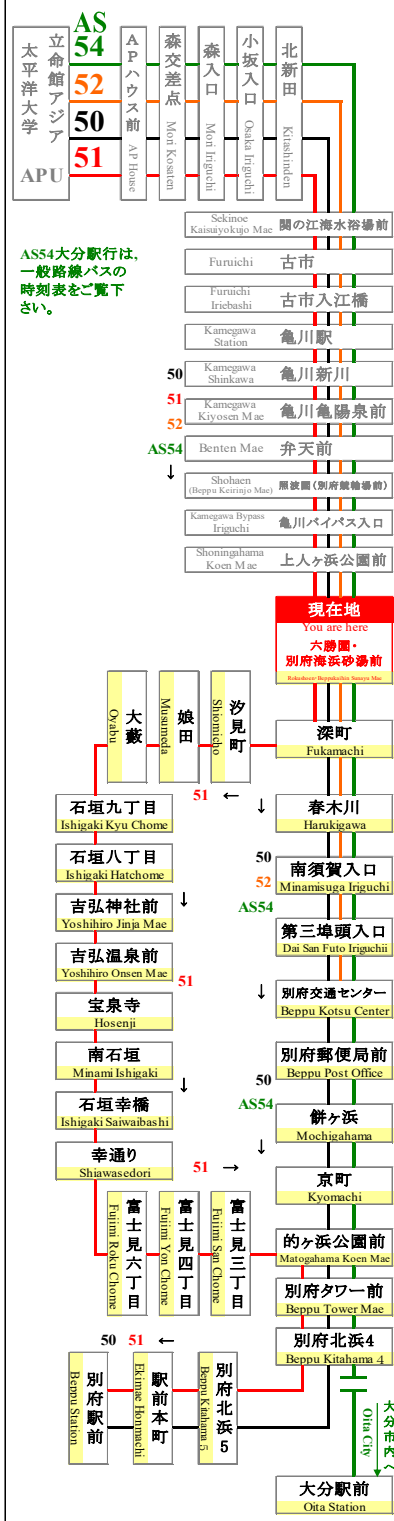 AS
54
52
50
51
立命館アジア
太平洋大学
APU
APハウス前
AP House
森交差点
Mori Kosaten
森入口
Mori Iriguchi
小坂入口
Osaka Iriguchi
北新田
Kitashinden
AS54大分駅行は、
一般路線バスの
時刻表をご覧下
さい。
Sekinoe
Kaisuiyokujo Mae
関の江海水浴場前
Furuichi
古市
Furuichi
Iriebashi
古市入江橋
Kamegawa
Station
亀川駅
50
Kamegawa
Shinkawa
亀川新川
51
52
Kamegawa
Kiyosen Mae
亀川亀陽泉前
AS54
Benten Mae
弁天前
↓
Shohaen
(Beppu Keirinjo Mae)
照波園(別府競輪場前)
Kamegawa Bypass
Iriguchi
亀川バイパス入口
Shoningahama
Koen Mae
上人ヶ浜公園前
現在地
You are here
六勝園・
別府海浜砂湯前
Rokushoen・Beppukaihin Sunayu Mae
大藪
Oyabu
娘田
Musumeda
汐見町
Shiomicho
深町
Fukamachi
51 ←
↓
石垣九丁目
Ishigaki Kyu Chome
春木川
Harukigawa
石垣八丁目
Ishigaki Hatchome
↓
50
52
AS54
南須賀入口
Minamisuga Iriguchi
吉弘神社前
Yoshihiro Jinja Mae
第三埠頭入口
Dai San Futo Iriguchii
吉弘温泉前
Yoshihiro Onsen Mae
51
↓
別府交通センター
Beppu Kotsu Center
宝泉寺
Hosenji
南石垣
Minami Ishigaki
別府郵便局前
Beppu Post Office
↓
50
AS54
石垣幸橋
Ishigaki Saiwaibashi
餅ヶ浜
Mochigahama
幸通り
Shiawasedori
51 →
↓
京町
Kyomachi
富士見六丁目
Fujimi Roku Chome
富士見四丁目
Fujimi Yon Chome
富士見三丁目
Fujimi San Chome
的ヶ浜公園前
Matogahama Koen Mae
別府タワー前
Beppu Tower Mae
別府北浜4
Beppu Kitahama 4
50 51 ←
別府駅前
Beppu Station
駅前本町
Ekimae Honmachi
別府北浜5
Beppu Kitahama 5
大分市内へ
Oita City
大分駅前
Oita Station